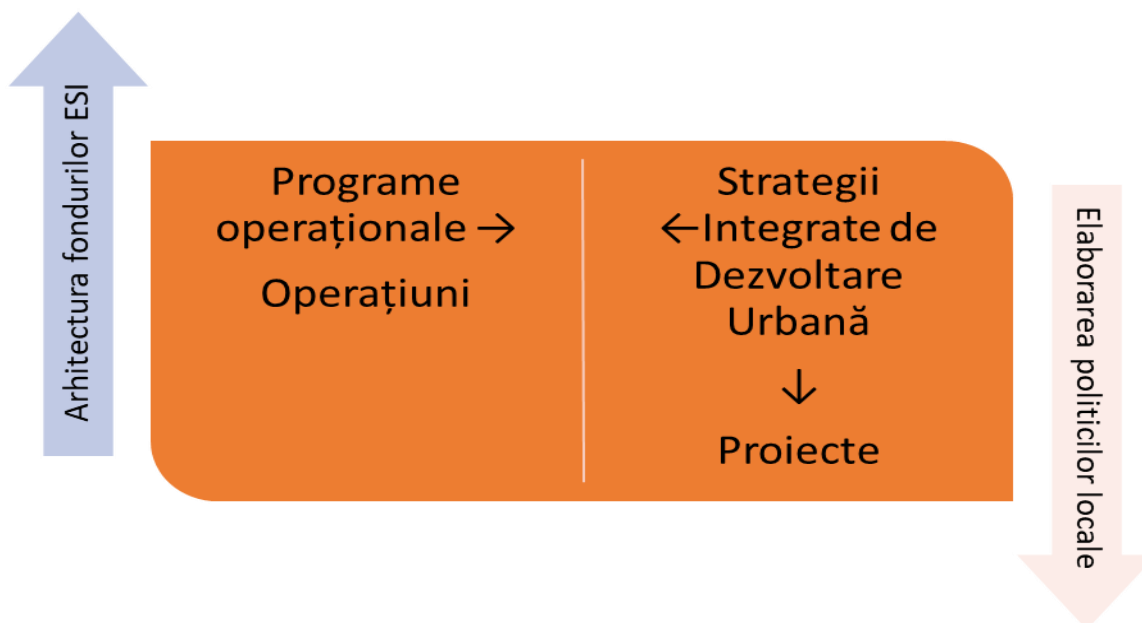 Arhitectura fondurilor ESI
Programe
operaționale →
Operațiuni
Strategii
←Integrate de
Dezvoltare
Urbană
↓
Proiecte
Elaborarea politicilor locale